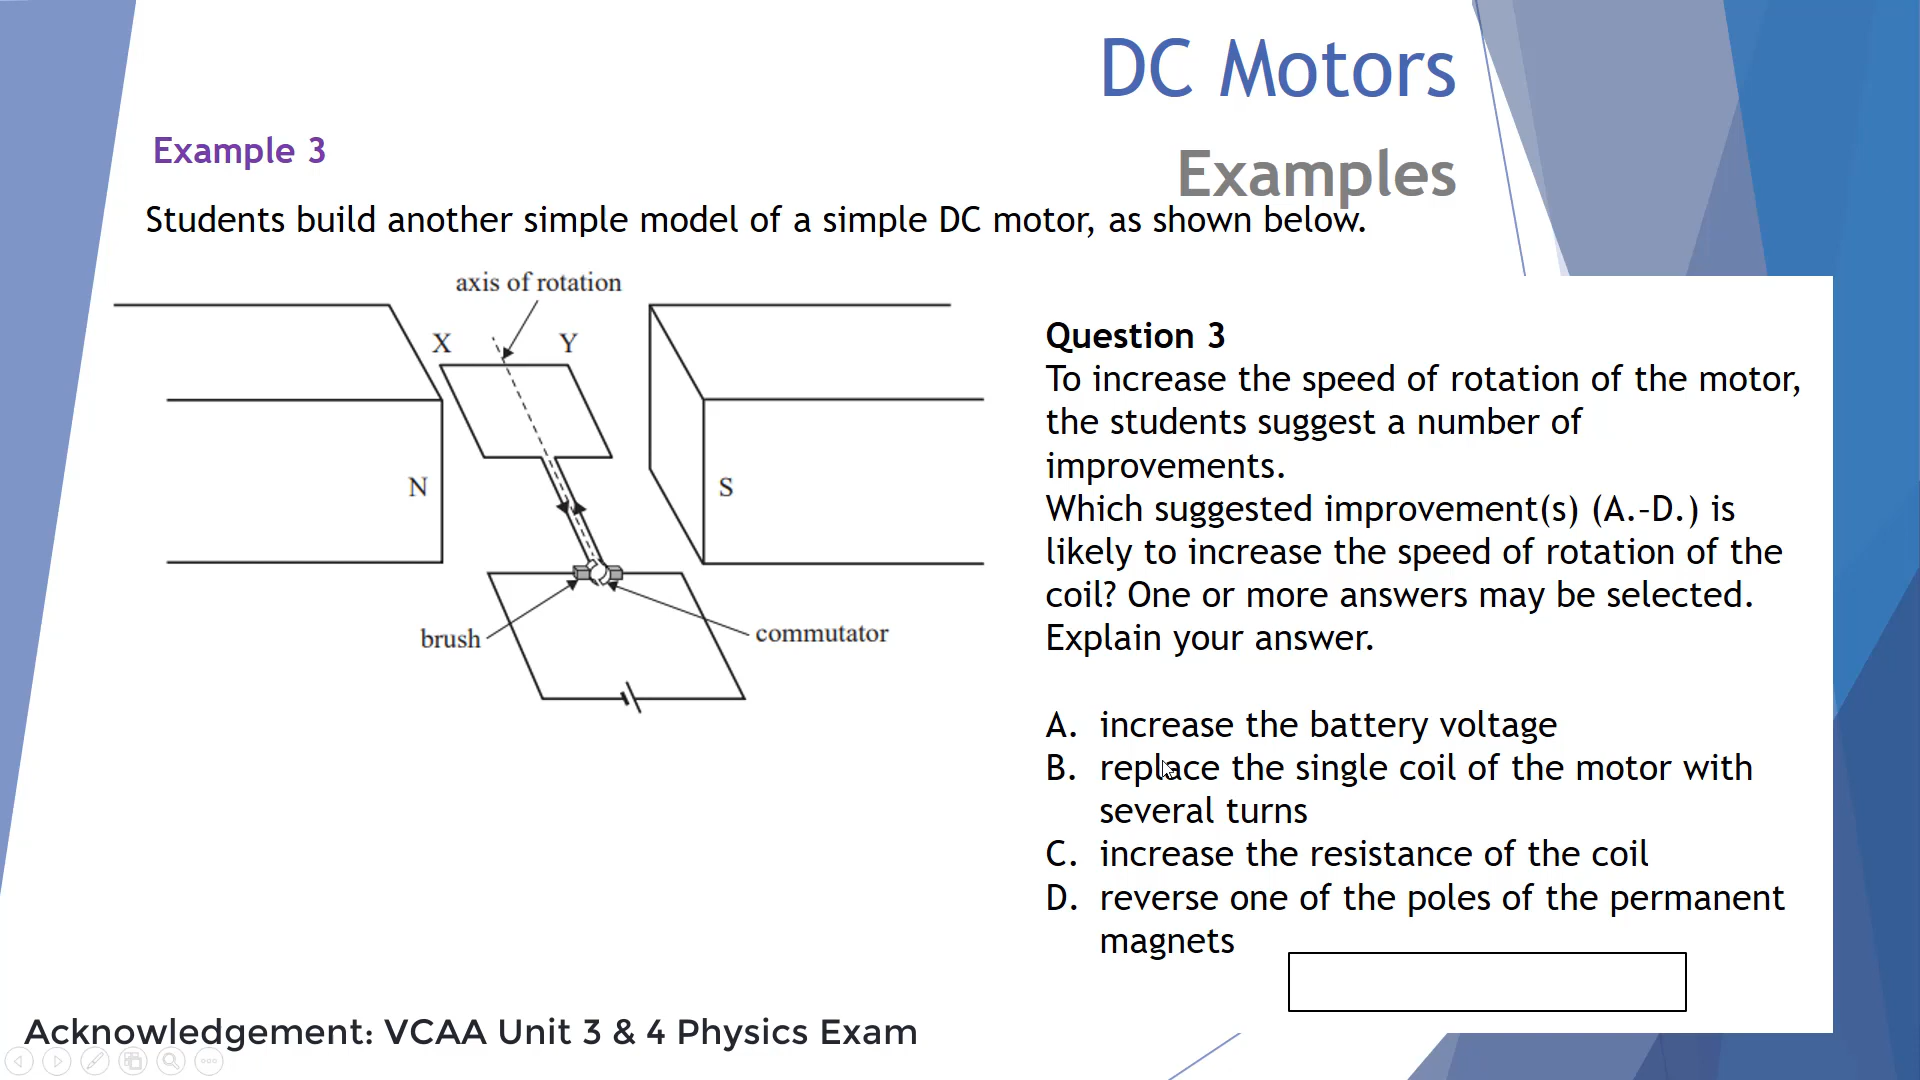 DC Motors
Examples
Example 3
Students build another simple model of a simple DC motor, as shown below.
axis of rotation
X
Y
N
S
brush
commutator
Question 3
To increase the speed of rotation of the motor,
the students suggest a number of
improvements.
Which suggested improvement(s) (A.-D.) is
likely to increase the speed of rotation of the
coil? One or more answers may be selected.
Explain your answer.
A. increase the battery voltage
B. replace the single coil of the motor with
several turns
C. increase the resistance of the coil
D. reverse one of the poles of the permanent
magnets
Acknowledgement: VCAA Unit 3 & 4 Physics Exam